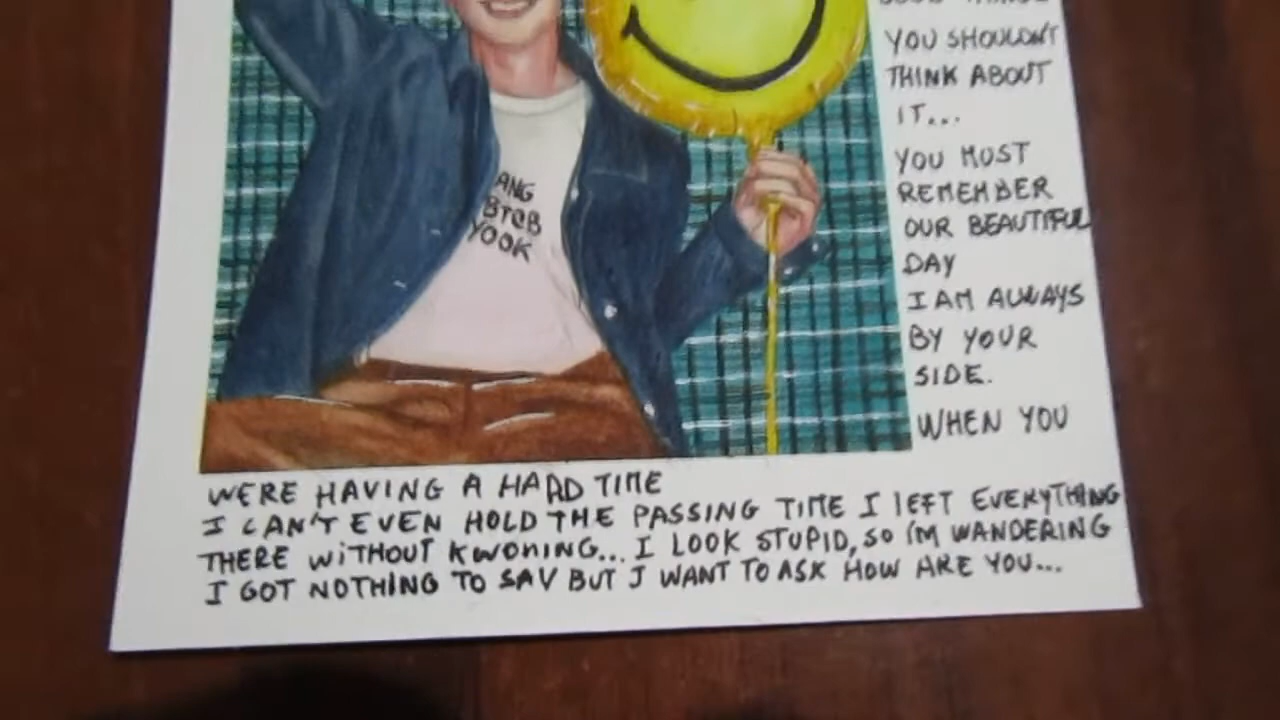 YOU SHOULDN'T
THINK ABOUT
IT...
YOU MUST
REMEMBER
OUR BEAUTIFUL
DAY
I AM ALWAYS
BY YOUR
SIDE.
WHEN YOU
ANG
BTOB
YOOK
WERE HAVING A HARD TIME
I CAN'T EVEN HOLD THE PASSING TIME I LEFT EVERYTHING
THERE WITHOUT KWONING... I LOOK STUPID, SO I'M WANDERING
I GOT NOTHING TO SAY BUT I WANT TO ASK HOW ARE YOU...